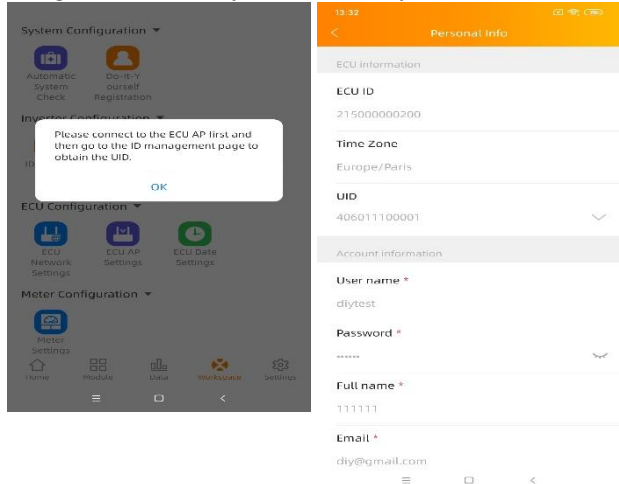 System Configuration
Automatic
System
Check
Do-It-Y
ourself
Registration
Inverter Configuration
ID
Please connect to the ECU AP first and
then go to the ID management page to
obtain the UID.
OK
ECU Configuration
ECU
Network
Settings
ECU AP
Settings
ECU Date
Settings
Meter Configuration
Meter
Settings
Home
Module
Data
Workspace
Settings
13:32
Personal Info
ECU information
ECU ID
215000000200
Time Zone
Europe/Paris
UID
406011100001
Account information
User name *
diytest
Password *
Full name *
111111
Email *
diy@gmail.com